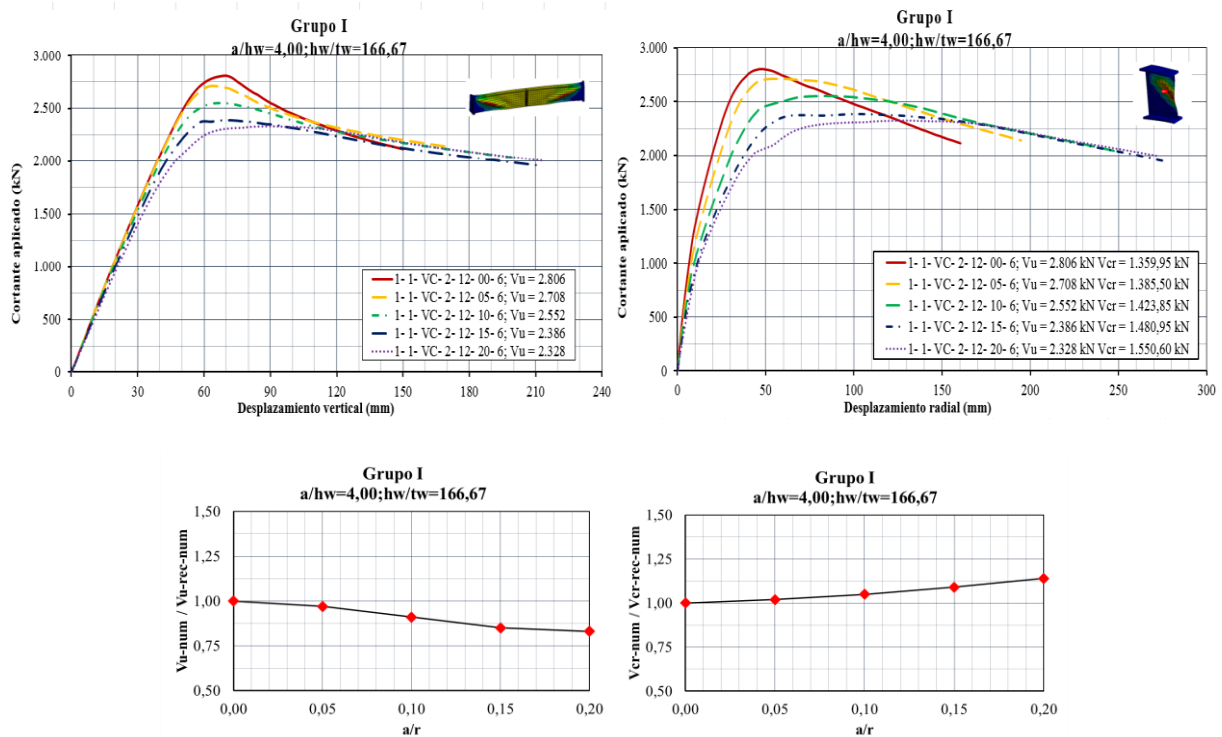 Grupo I
a/hw=4,00;hw/tw=166,67
3.000
2.500
2.000
1.500
1.000
500
0
Cortante aplicado (kN)
1- 1- VC- 2- 12- 00- 6; Vu = 2.806
1- 1- VC- 2- 12- 05- 6; Vu = 2.708
1- 1- VC- 2- 12- 10- 6; Vu = 2.552
1- 1- VC- 2- 12- 15- 6; Vu = 2.386
1- 1- VC- 2- 12- 20- 6; Vu = 2.328
0 30 60 90 120 150 180 210 240
Desplazamiento vertical (mm)
Grupo I
a/hw=4,00;hw/tw=166,67
3.000
2.500
2.000
1.500
1.000
500
0
Cortante aplicado (kN)
1- 1- VC- 2- 12- 00- 6; Vu = 2.806 kN Vcr = 1.359,95 kN
1- 1- VC- 2- 12- 05- 6; Vu = 2.708 kN Vcr = 1.385,50 kN
1- 1- VC- 2- 12- 10- 6; Vu = 2.552 kN Vcr = 1.423,85 kN
1- 1- VC- 2- 12- 15- 6; Vu = 2.386 kN Vcr = 1.480,95 kN
1- 1- VC- 2- 12- 20- 6; Vu = 2.328 kN Vcr = 1.550,60 kN
0 50 100 150 200 250 300
Desplazamiento radial (mm)
Grupo I
a/hw=4,00;hw/tw=166,67
1,50
1,25
1,00
0,75
0,50
Vu-num / Vu-rec-num
0,00 0,05 0,10 0,15 0,20
a/r
Grupo I
a/hw=4,00;hw/tw=166,67
1,50
1,25
1,00
0,75
0,50
Vcr-num / Vcr-rec-num
0,00 0,05 0,10 0,15 0,20
a/r